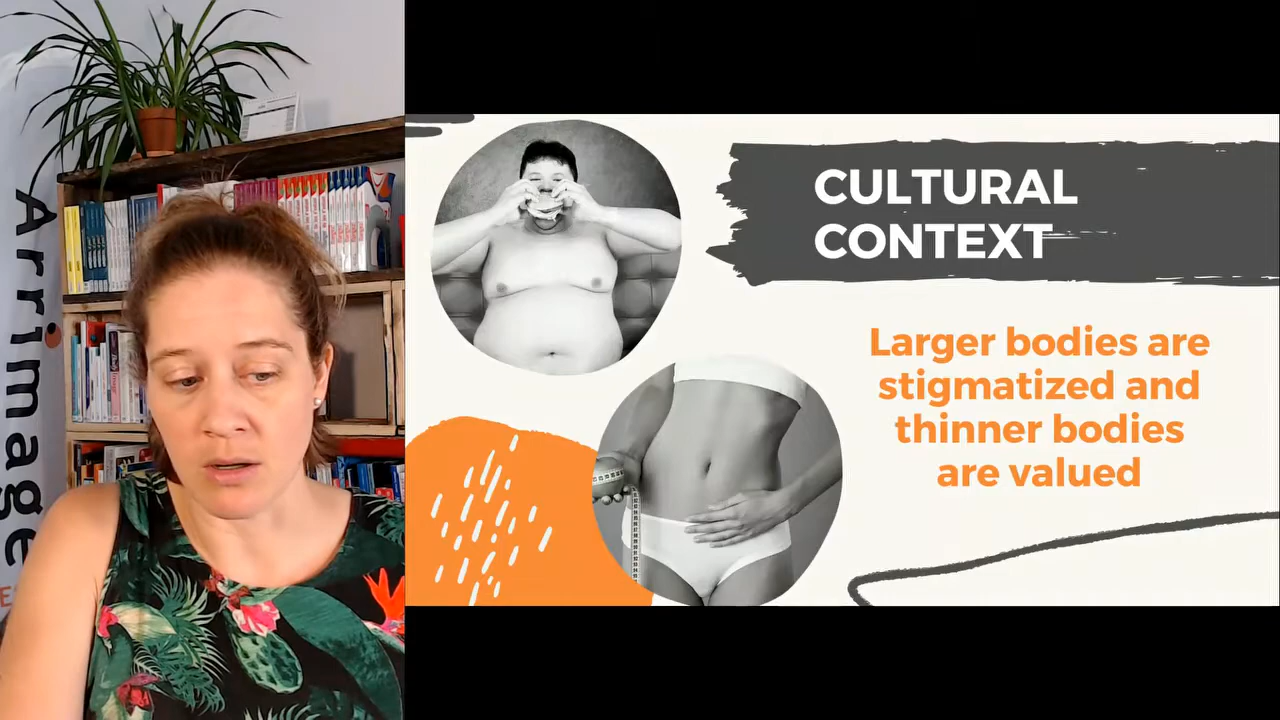 Arrimage
CULTURAL
CONTEXT
Larger bodies are
stigmatized and
thinner bodies
are valued